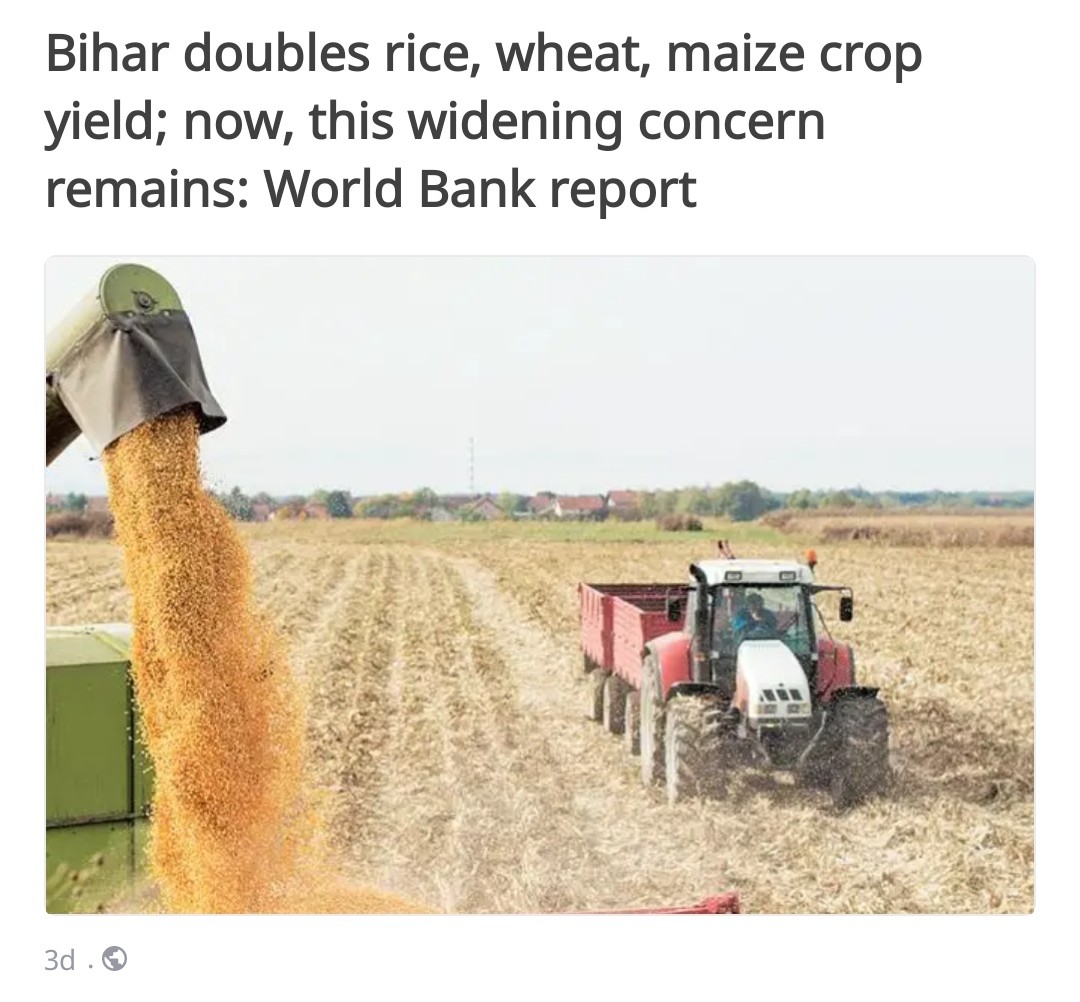 Bihar doubles rice, wheat, maize crop
yield; now, this widening concern
remains: World Bank report
3d .